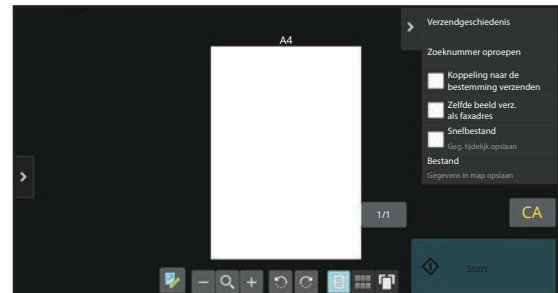 A4
Verzendgeschiedenis
Zoeknummer oproepen
Koppeling naar de
bestemming verzenden
Zelfde beeld verz.
als faxadres
Snelbestand
Geg. tijdelijk opslaan
Bestand
Gegevens in map opslaan
1/1
CA
Start